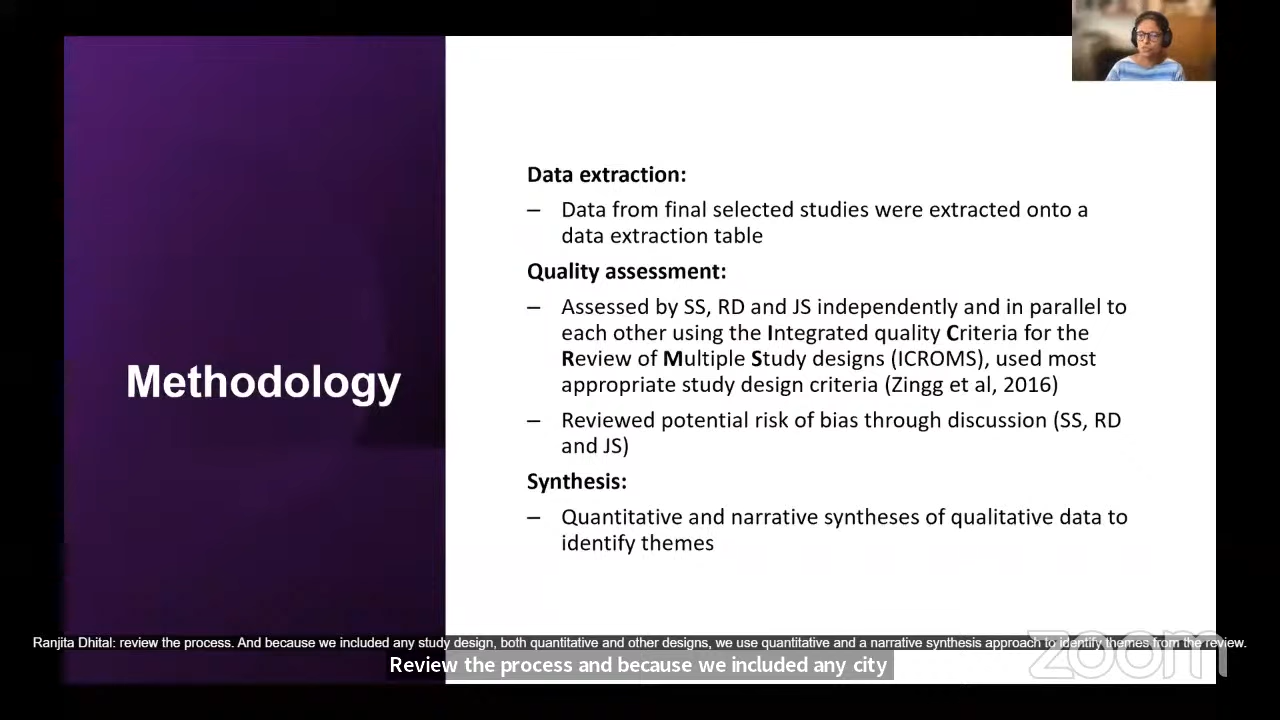 Methodology
Data extraction:
– Data from final selected studies were extracted onto a
data extraction table
Quality assessment:
– Assessed by SS, RD and JS independently and in parallel to
each other using the Integrated quality Criteria for the
Review of Multiple Study designs (ICROMS), used most
appropriate study design criteria (Zingg et al, 2016)
– Reviewed potential risk of bias through discussion (SS, RD
and JS)
Synthesis:
– Quantitative and narrative syntheses of qualitative data to
identify themes
Ranjita Dhital: review the process. And because we included any study design, both quantitative and other designs, we use quantitative and a narrative synthesis approach to identify themes from the review.
Review the process and because we included any city
zoom